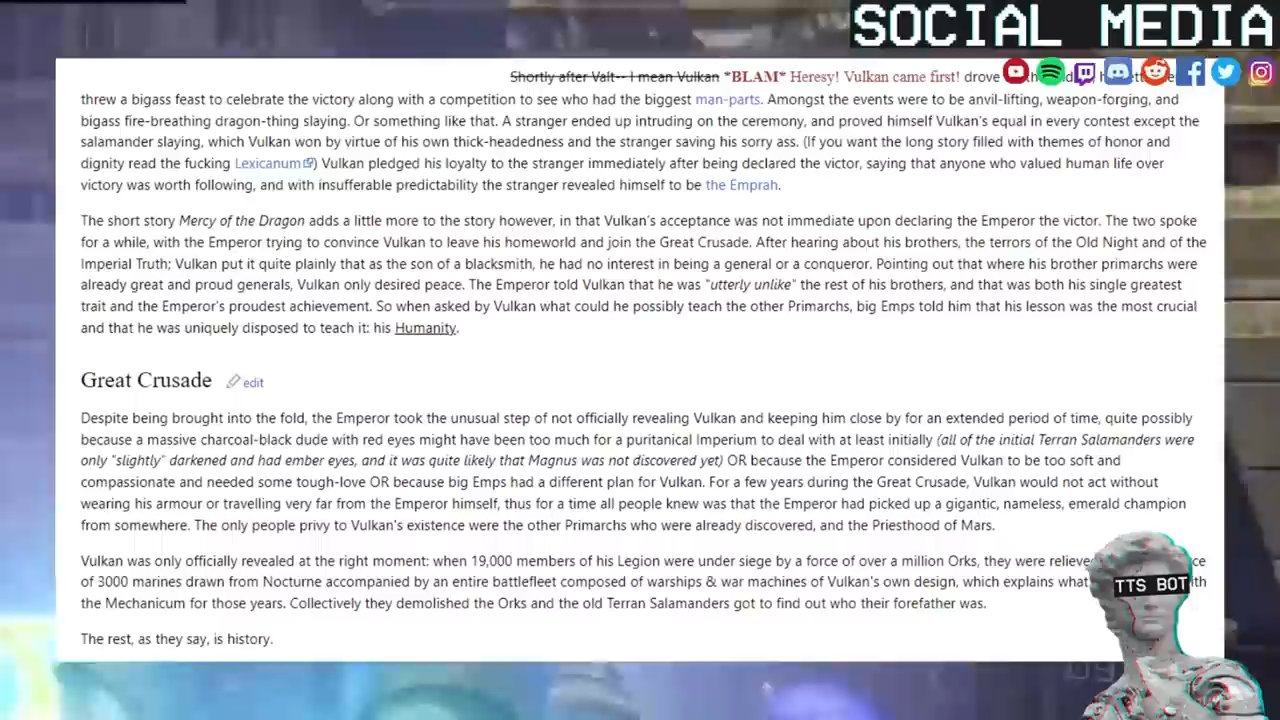 SOCIAL MEDIA
Shortly after Valt-- I mean Vulkan *BLAM* Heresy! Vulkan came first! drove
threw a bigass feast to celebrate the victory along with a competition to see who had the biggest man-parts. Amongst the events were to be anvil-lifting, weapon-forging, and
bigass fire-breathing dragon-thing slaying. Or something like that. A stranger ended up intruding on the ceremony, and proved himself Vulkan's equal in every contest except the
salamander slaying, which Vulkan won by virtue of his own thick-headedness and the stranger saving his sorry ass. (If you want the long story filled with themes of honor and
dignity read the fucking Lexicanum) Vulkan pledged his loyalty to the stranger immediately after being declared the victor, saying that anyone who valued human life over
victory was worth following, and with insufferable predictability the stranger revealed himself to be the Emprah.
The short story Mercy of the Dragon adds a little more to the story however, in that Vulkan's acceptance was not immediate upon declaring the Emperor the victor. The two spoke
for a while, with the Emperor trying to convince Vulkan to leave his homeworld and join the Great Crusade. After hearing about his brothers, the terrors of the Old Night and of the
Imperial Truth; Vulkan put it quite plainly that as the son of a blacksmith, he had no interest in being a general or a conqueror. Pointing out that where his brother primarchs were
already great and proud generals, Vulkan only desired peace. The Emperor told Vulkan that he was "utterly unlike" the rest of his brothers, and that was both his single greatest
trait and the Emperor's proudest achievement. So when asked by Vulkan what could he possibly teach the other Primarchs, big Emps told him that his lesson was the most crucial
and that he was uniquely disposed to teach it: his Humanity.
Great Crusade edit
Despite being brought into the fold, the Emperor took the unusual step of not officially revealing Vulkan and keeping him close by for an extended period of time, quite possibly
because a massive charcoal-black dude with red eyes might have been too much for a puritanical Imperium to deal with at least initially (all of the initial Terran Salamanders were
only "slightly" darkened and had ember eyes, and it was quite likely that Magnus was not discovered yet) OR because the Emperor considered Vulkan to be too soft and
compassionate and needed some tough-love OR because big Emps had a different plan for Vulkan. For a few years during the Great Crusade, Vulkan would not act without
wearing his armour or travelling very far from the Emperor himself, thus for a time all people knew was that the Emperor had picked up a gigantic, nameless, emerald champion
from somewhere. The only people privy to Vulkan's existence were the other Primarchs who were already discovered, and the Priesthood of Mars.
Vulkan was only officially revealed at the right moment: when 19,000 members of his Legion were under siege by a force of over a million Orks, they were relieve
of 3000 marines drawn from Nocturne accompanied by an entire battlefleet composed of warships & war machines of Vulkan's own design, which explains what
the Mechanicum for those years. Collectively they demolished the Orks and the old Terran Salamanders got to find out who their forefather was.
TTS BOT
The rest, as they say, is history.